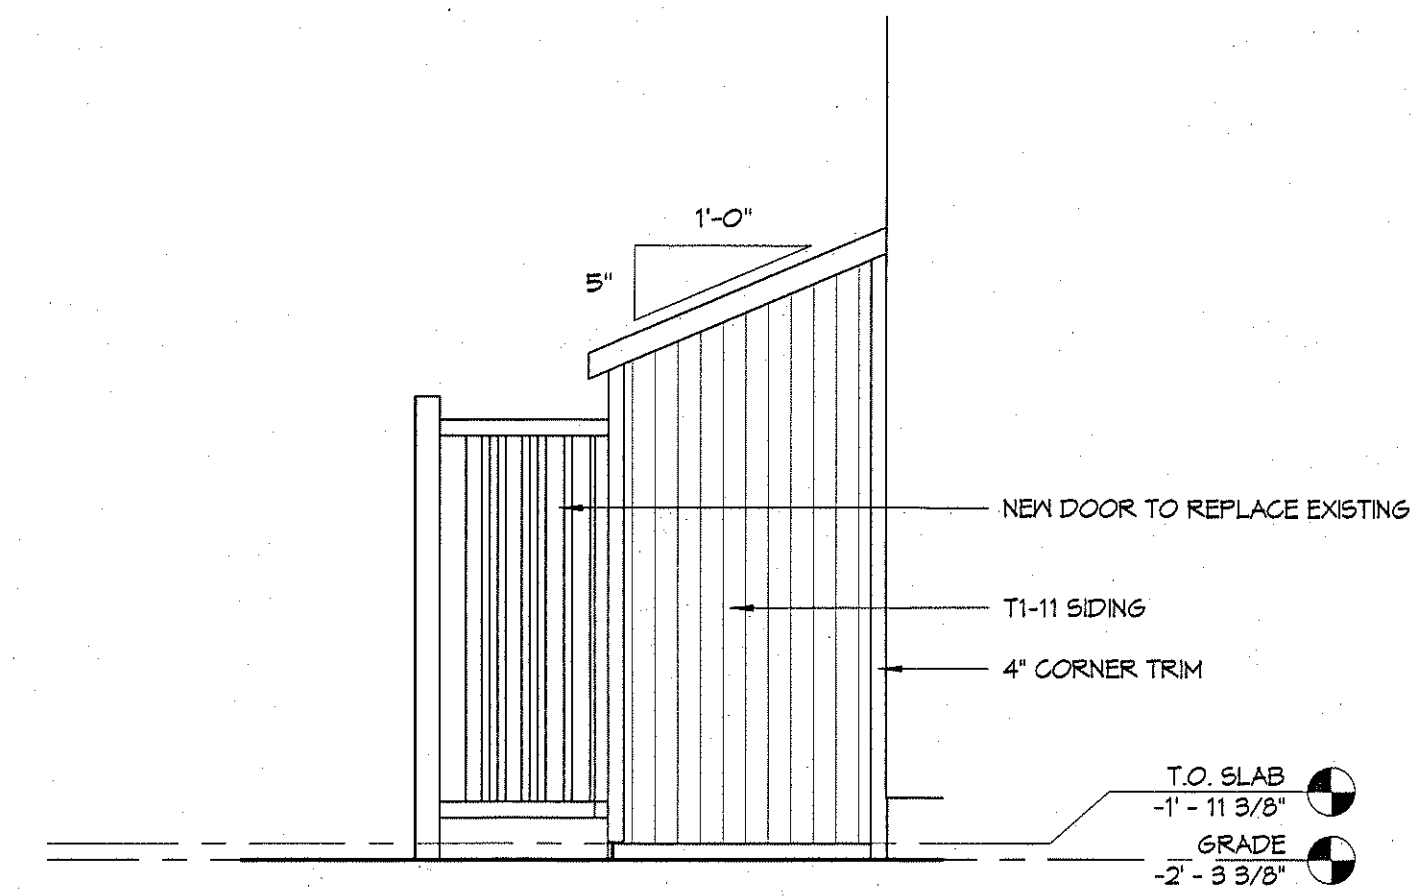 1'-0"
5"
NEW DOOR TO REPLACE EXISTING
T1-11 SIDING
4" CORNER TRIM
T.O. SLAB
-1' - 11 3/8"
GRADE
-2' - 3 3/8"